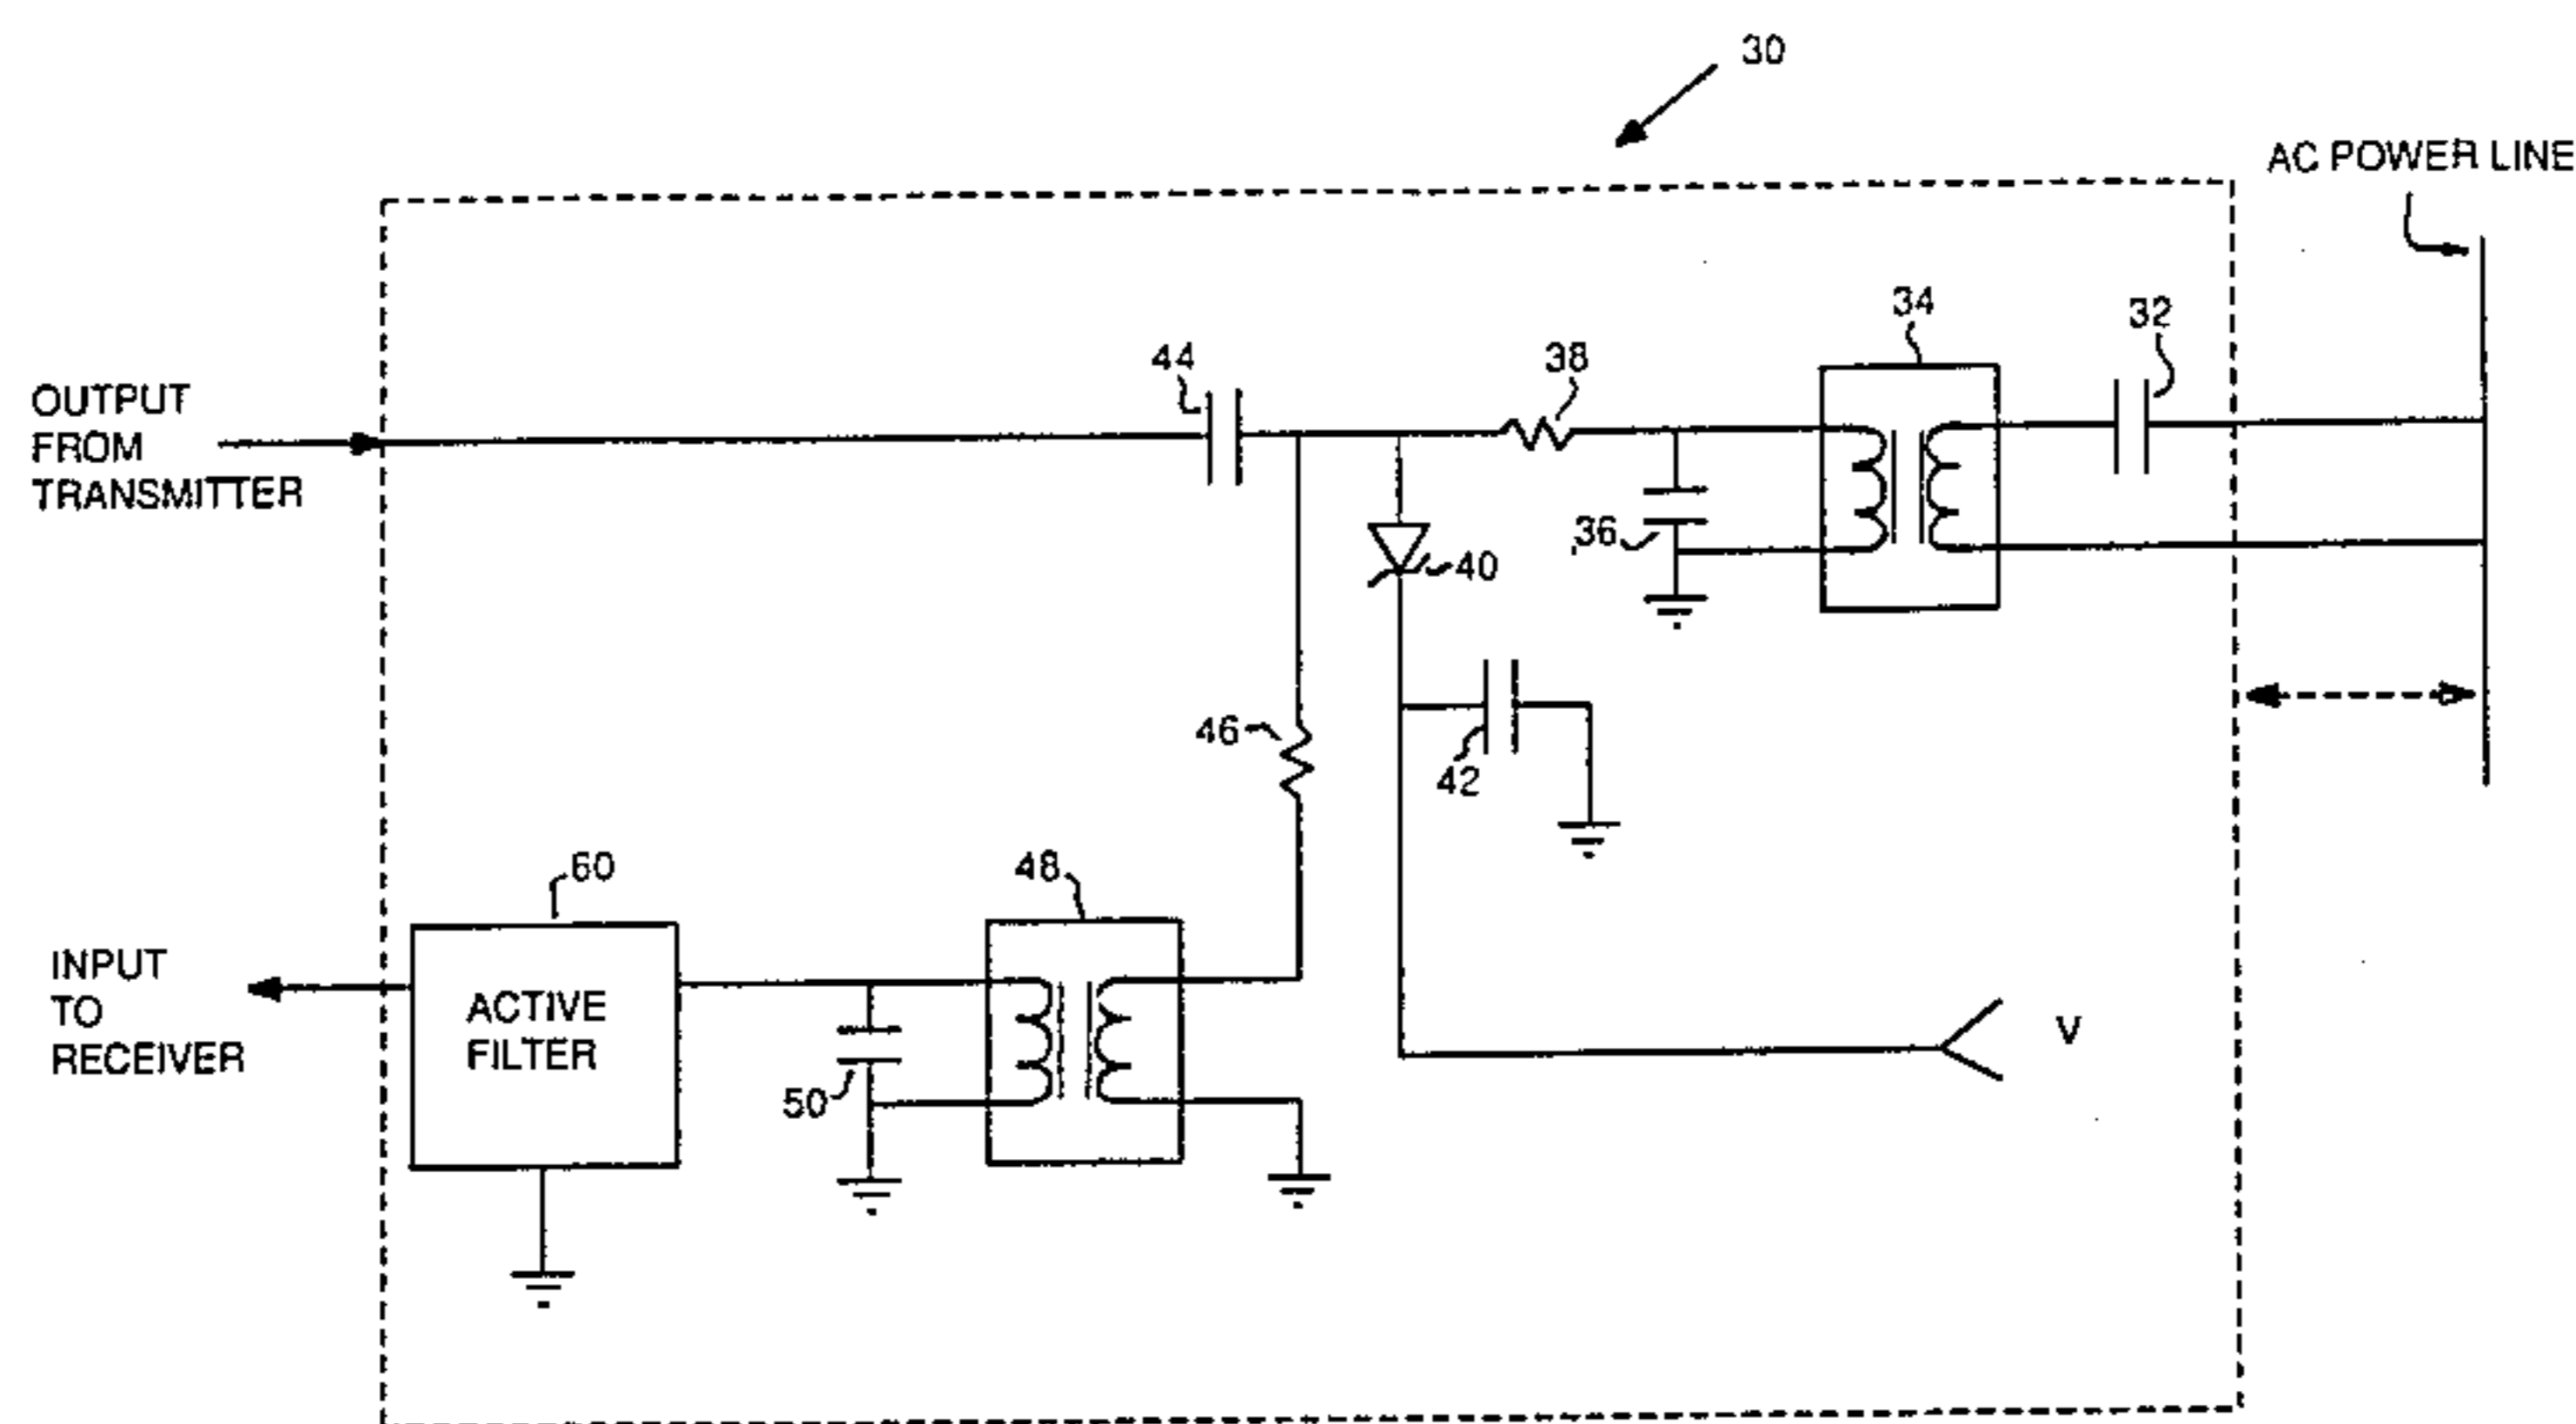 30
AC POWER LINE
34
32
44
38
OUTPUT
FROM
TRANSMITTER
36
40
46
42
60
48
INPUT
TO
RECEIVER
ACTIVE
FILTER
50
V